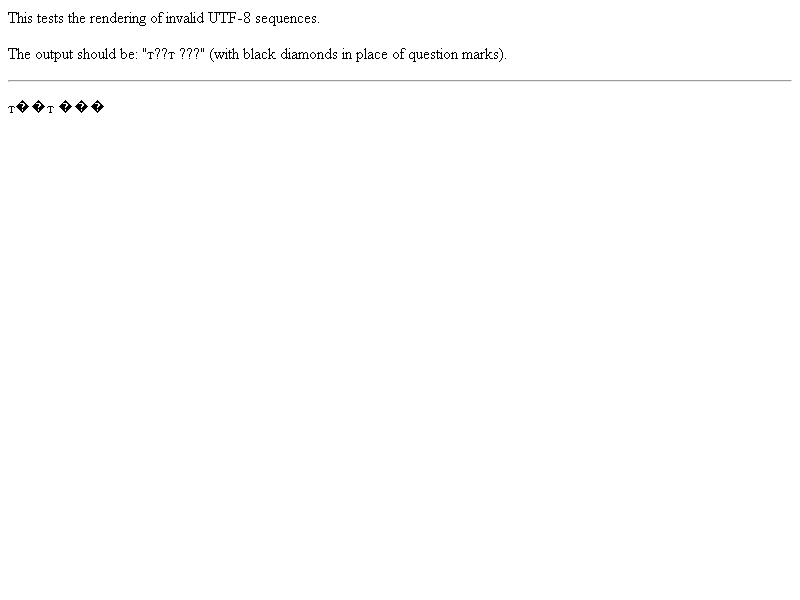 This tests the rendering of invalid UTF-8 sequences.
The output should be: "т??т ???" (with black diamonds in place of question marks).
т��т ���